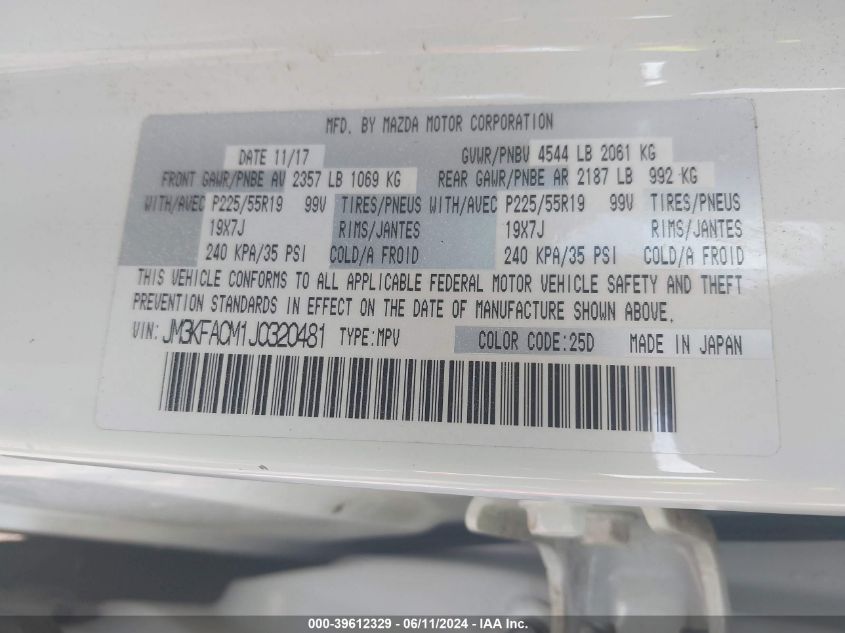 MFD. BY MAZDA MOTOR CORPORATION
DATE 11/17 GVWR/PNBV 4544 LB 2061 KG
FRONT GAWR/PNBE AV 2357 LB 1069 KG REAR GAWR/PNBE AR 2187 LB 992 KG
WITH/AVEC P225/55R19 99V TIRES/PNEUS WITH/AVEC P225/55R19 99V TIRES/PNEUS
19X7J RIMS/JANTES 19X7J RIMS/JANTES
240 KPA/35 PSI COLD/A FROID 240 KPA/35 PSI COLD/A FROID
THIS VEHICLE CONFORMS TO ALL APPLICABLE FEDERAL MOTOR VEHICLE SAFETY AND THEFT
PREVENTION STANDARDS IN EFFECT ON THE DATE OF MANUFACTURE SHOWN ABOVE.
VIN: JM3KFACM1J0320481 TYPE:MPV COLOR CODE:25D MADE IN JAPAN
000-39612329 - 06/11/2024 - IAA Inc.